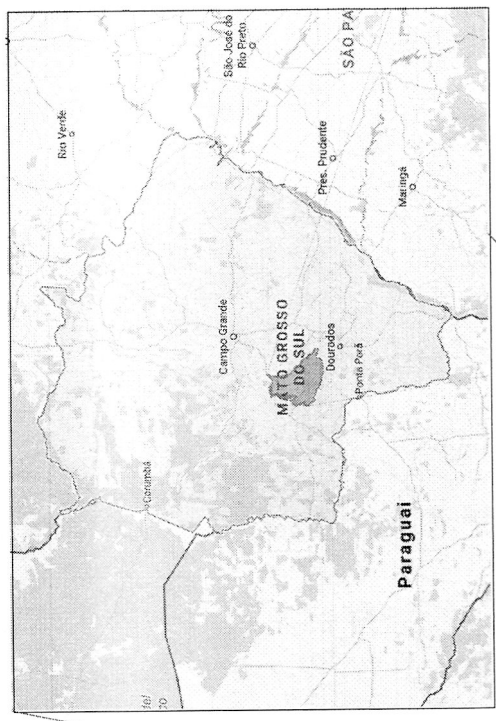 Rio Verde
São José do
Rio Preto
SÃO PA
Campo Grande
Corumbá
MATO GROSSO
DO SUL
Pres. Prudente
Dourados
Maringá
Ponta Porã
Paraguai